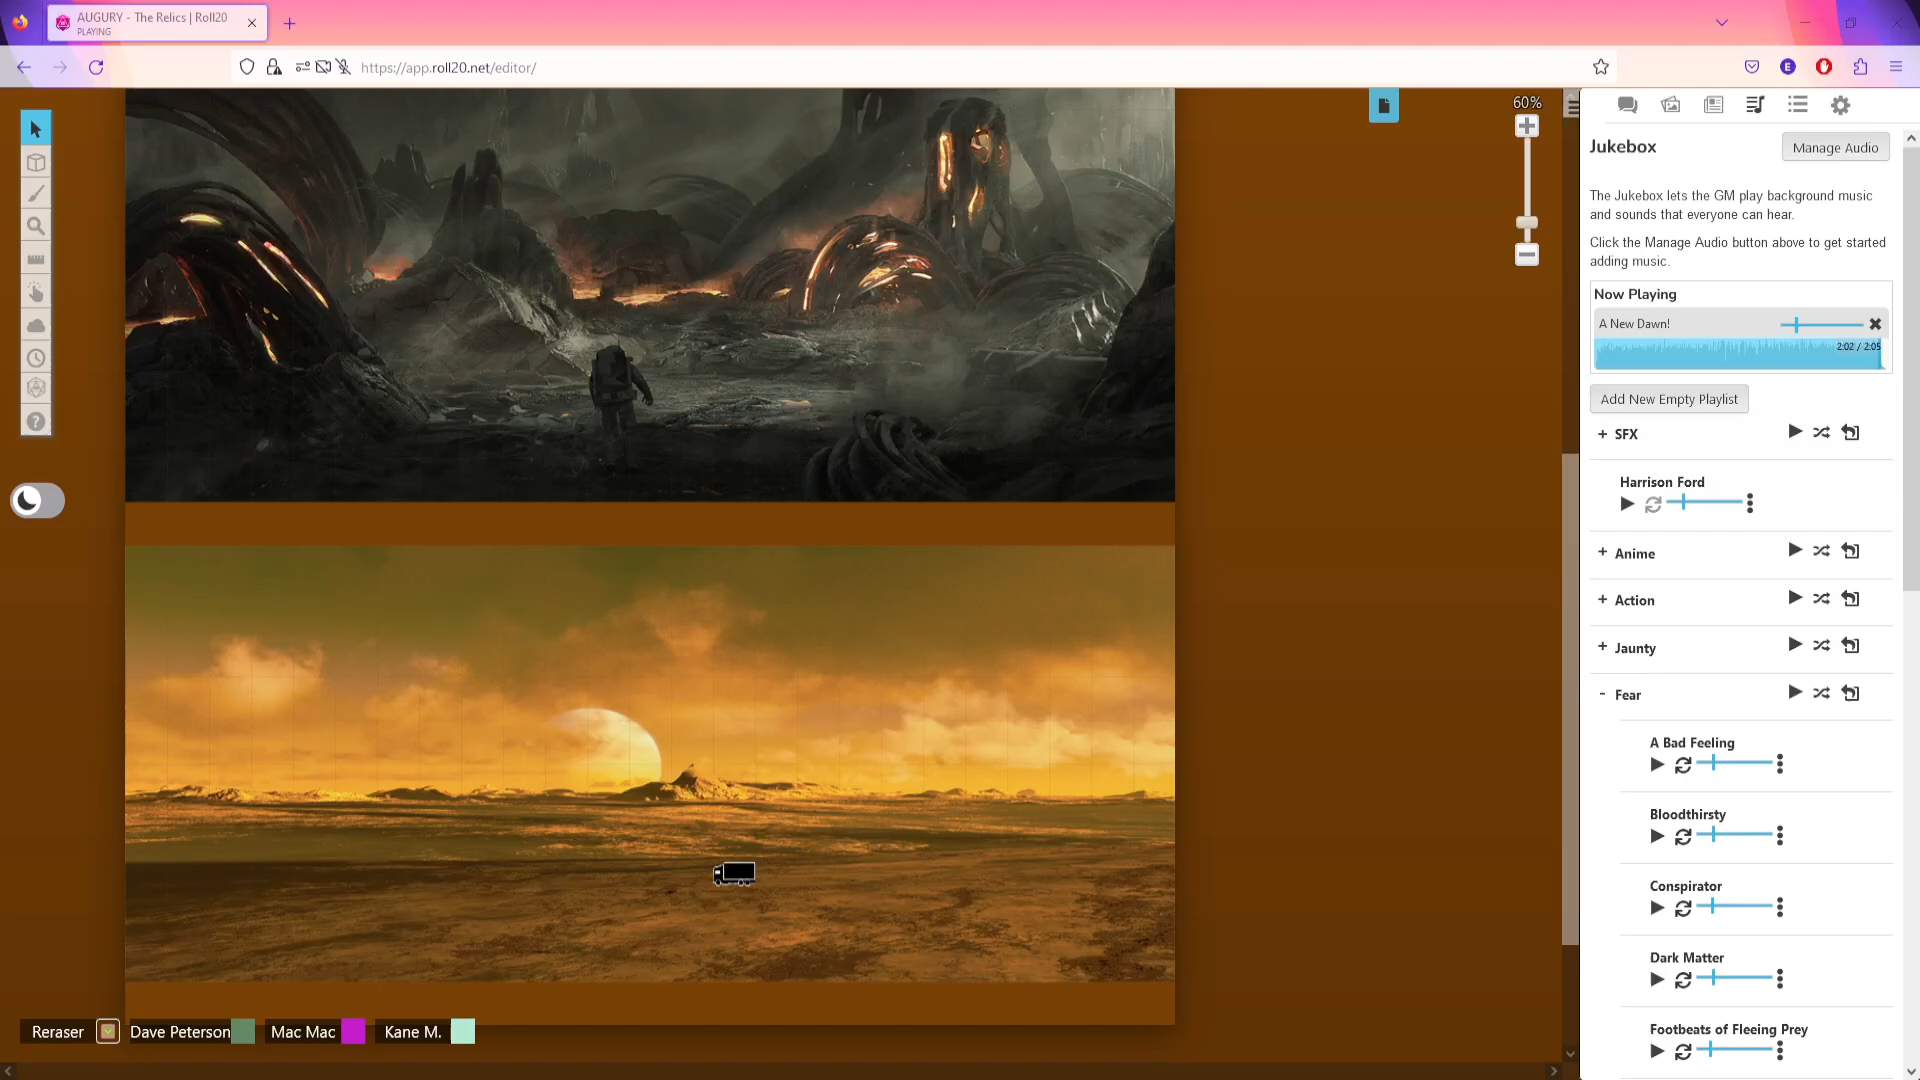 AUGURY - The Relics | Roll20
PLAYING
https://app.roll20.net/editor/
60%
Jukebox
Manage Audio
The Jukebox lets the GM play background music
and sounds that everyone can hear.
Click the Manage Audio button above to get started
adding music.
Now Playing
A New Dawn!
2:02 / 2:05
Add New Empty Playlist
+ SFX
Harrison Ford
+ Anime
+ Action
+ Jaunty
- Fear
A Bad Feeling
Bloodthirsty
Conspirator
Dark Matter
Footbeats of Fleeing Prey
Reraser
Dave Peterson
Mac Mac
Kane M.